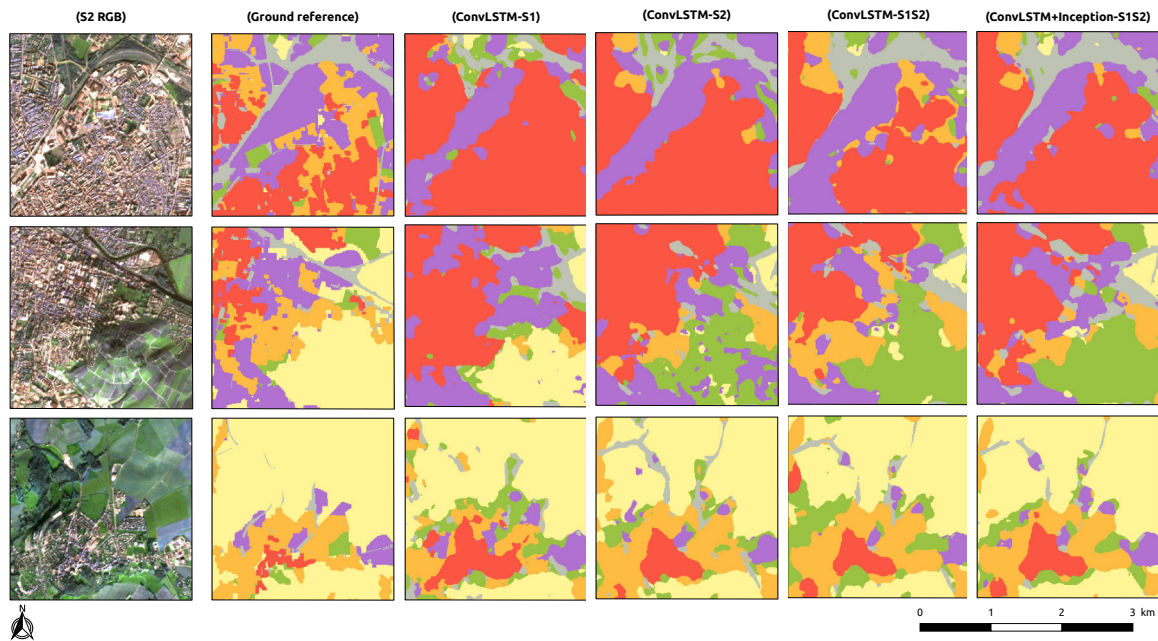 (S2 RGB) (Ground reference) (ConvLSTM-S1) (ConvLSTM-S2) (ConvLSTM-S1S2) (ConvLSTM+Inception-S1S2)
N
0 1 2 3 km